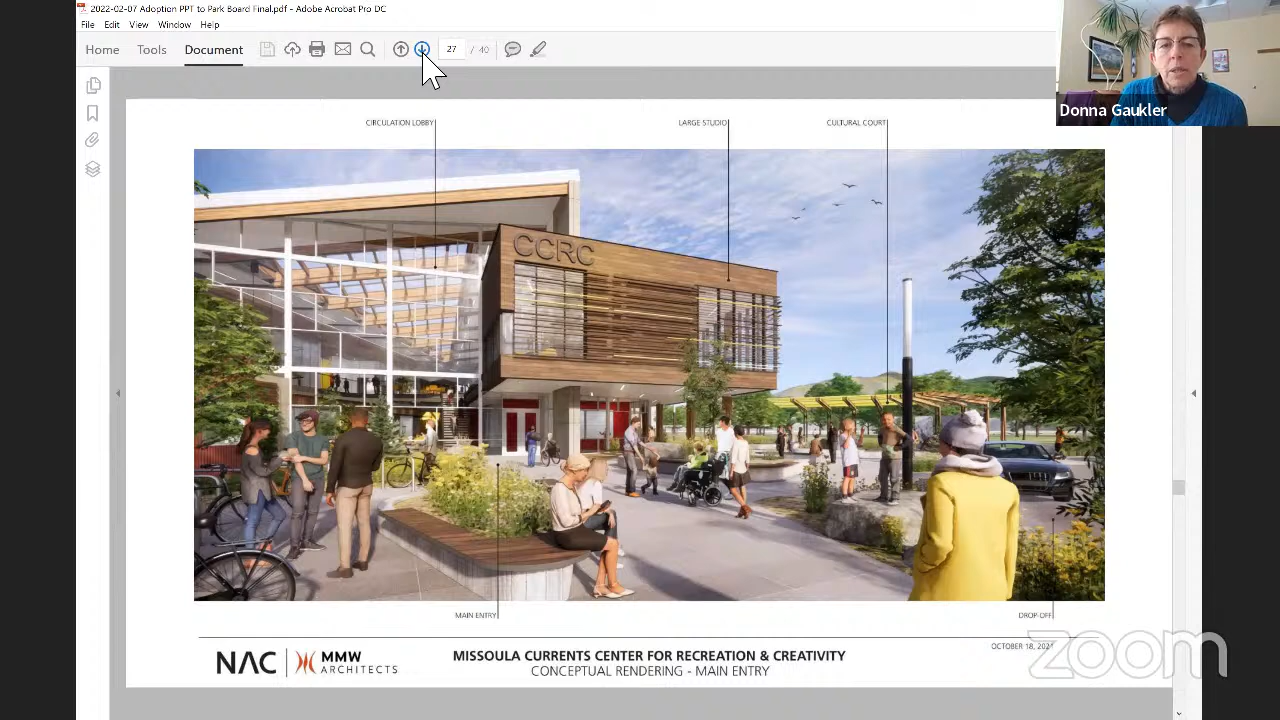 2022-02-07 Adoption PPT to Park Board Final.pdf - Adobe Acrobat Pro DC
File Edit View Window Help
Home Tools Document 27 / 40
Donna Gaukler
CIRCULATION LOBBY LARGE STUDIO CULTURAL COURT
CCRC
MAIN ENTRY DROP-OFF
OCTOBER 18, 2021
NAC MMW ARCHITECTS
MISSOULA CURRENTS CENTER FOR RECREATION & CREATIVITY
CONCEPTUAL RENDERING - MAIN ENTRY
zoom